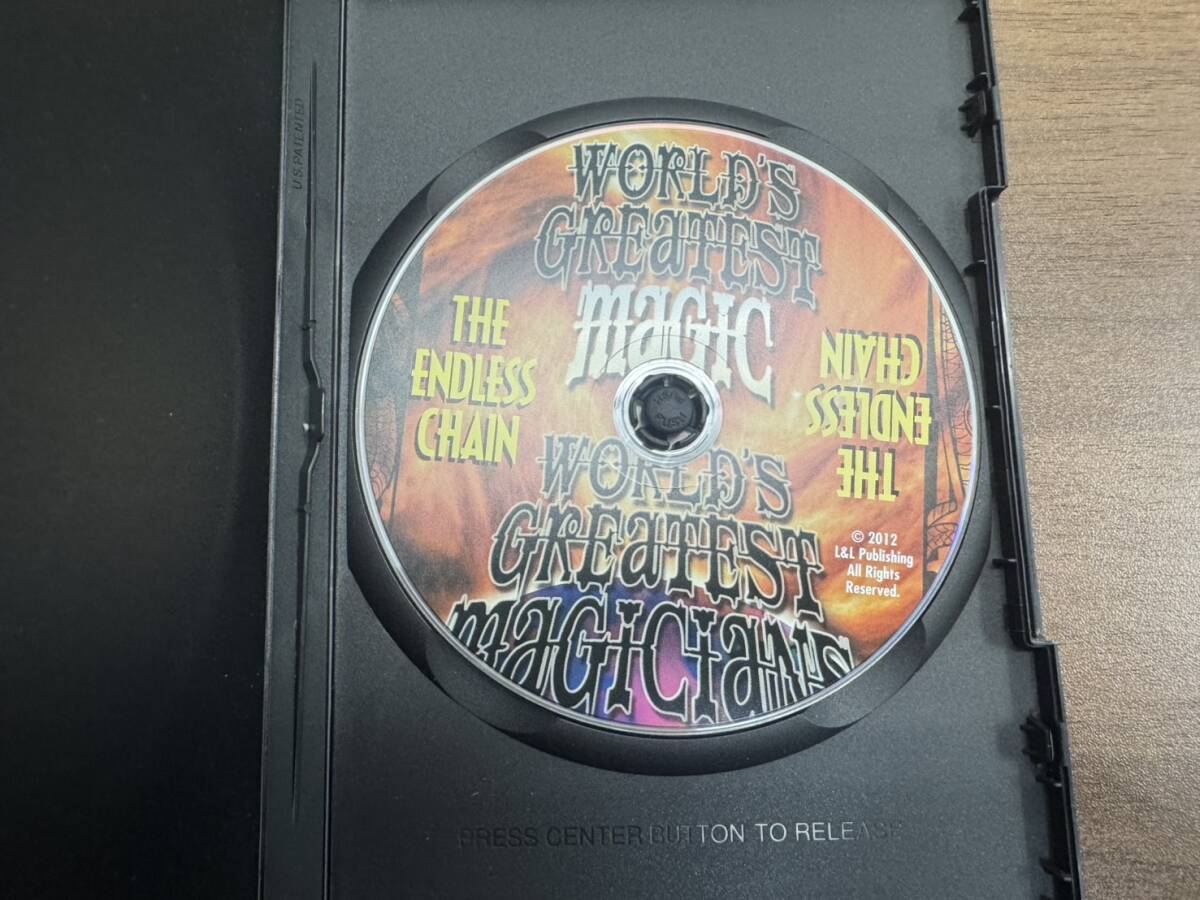 U.S. PATENTED
WORLD'S
GREATEST
MAGIC
THE
ENDLESS
CHAIN
THE
ENDLESS
CHAIN
PUSH
WORLD'S
GREATEST
MAGICIANS
© 2012
L&L Publishing
All Rights
Reserved.
PRESS CENTER BUTTON TO RELEASE